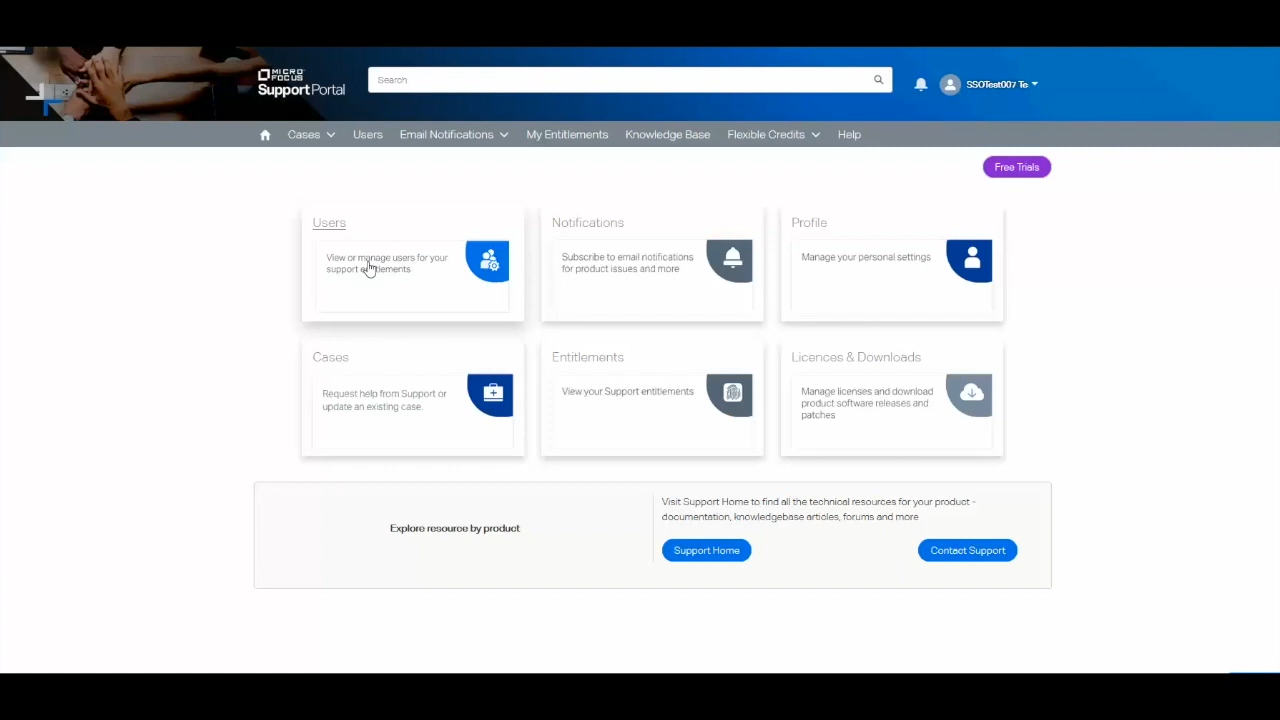 MICRO
FOCUS
Support Portal
Search
SSOTest007 Te
Cases
Users
Email Notifications
My Entitlements
Knowledge Base
Flexible Credits
Help
Free Trials
Users
View or manage users for your
support entitlements
Notifications
Subscribe to email notifications
for product issues and more
Profile
Manage your personal settings
Cases
Request help from Support or
update an existing case.
Entitlements
View your Support entitlements
Licences & Downloads
Manage licenses and download
product software releases and
patches
Explore resource by product
Visit Support Home to find all the technical resources for your product -
documentation, knowledgebase articles, forums and more
Support Home
Contact Support